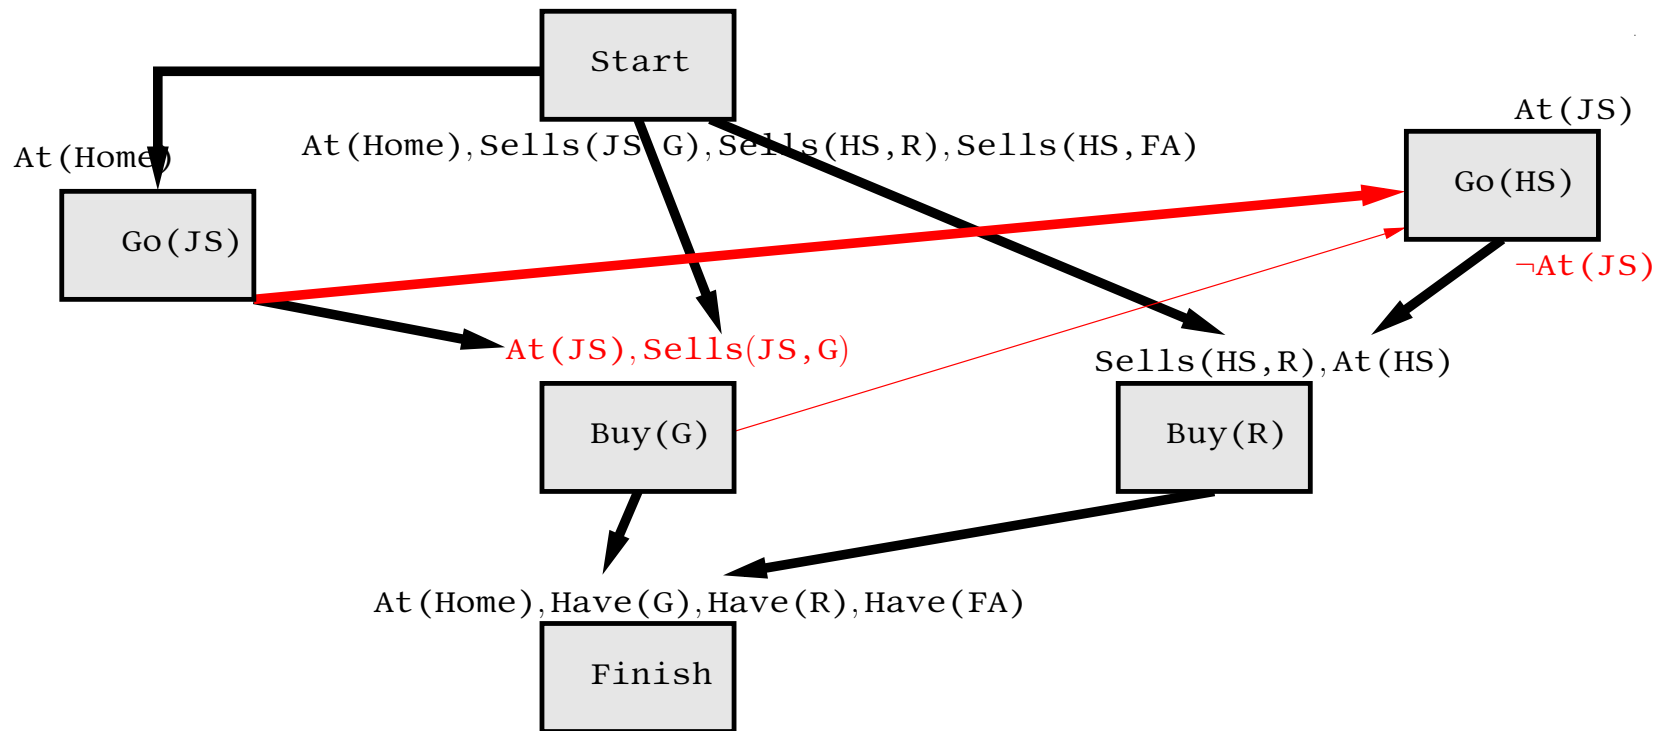 Start
At(JS)
At(Home),Sells(JS,G),Sells(HS,R),Sells(HS,FA)
At(Home)
Go(HS)
Go(JS)
¬At(JS)
At(JS),Sells(JS,G)
Sells(HS,R),At(HS)
Buy(G)
Buy(R)
At(Home),Have(G),Have(R),Have(FA)
Finish